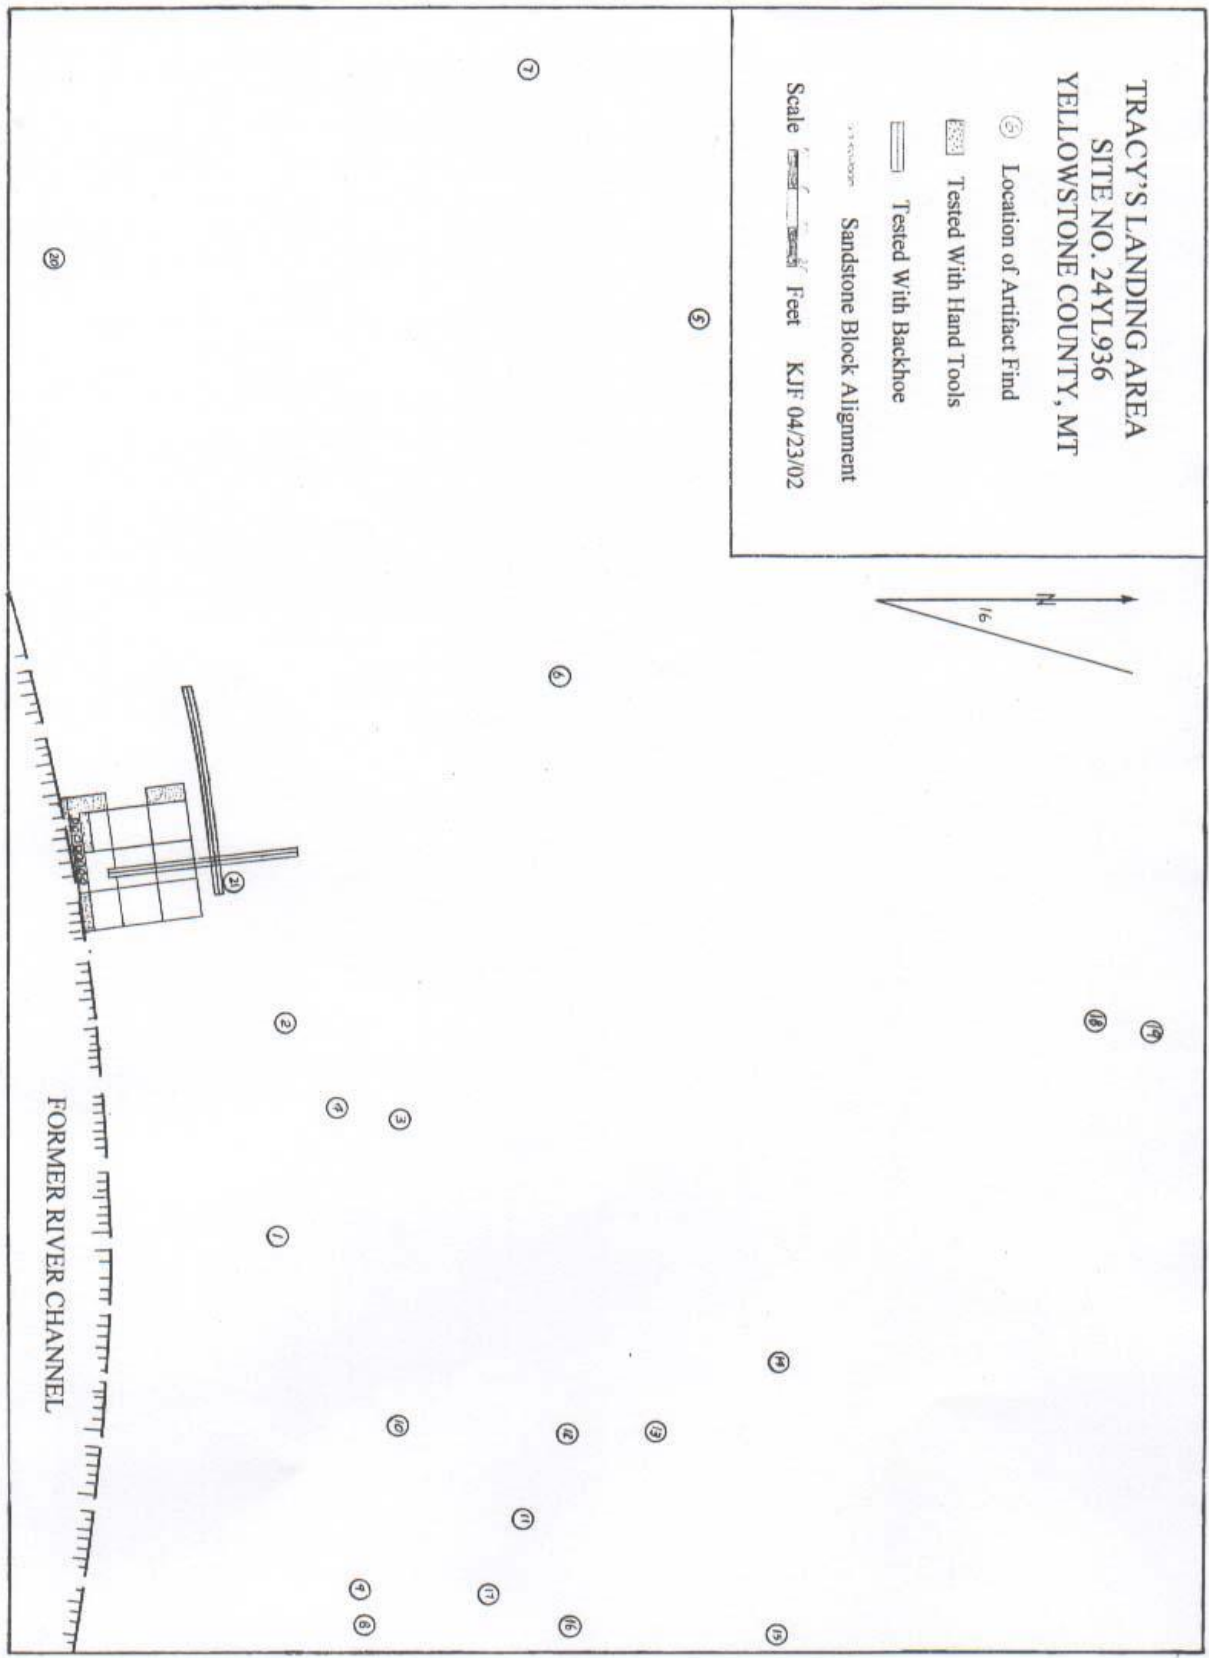 TRACY'S LANDING AREA
SITE NO. 24YL936
YELLOWSTONE COUNTY, MT
6 Location of Artifact Find
Tested With Hand Tools
Tested With Backhoe
Sandstone Block Alignment
Scale Feet KJF 04/23/02
N
16
19
18
7
5
6
20
21
2
4
3
1
14
13
12
10
11
17
9
8
16
15
FORMER RIVER CHANNEL